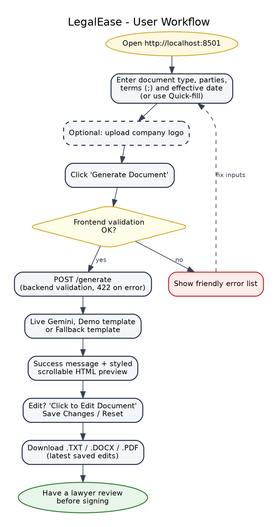 LegalEase - User Workflow
Open http://localhost:8501
Enter document type, parties,
terms (;) and effective date
(or use Quick-fill)
Optional: upload company logo
Click 'Generate Document'
Frontend validation
OK?
yes
no
fix inputs
POST /generate
(backend validation, 422 on error)
Show friendly error list
Live Gemini, Demo template
or Fallback template
Success message + styled
scrollable HTML preview
Edit? 'Click to Edit Document'
Save Changes / Reset
Download .TXT / .DOCX / .PDF
(latest saved edits)
Have a lawyer review
before signing